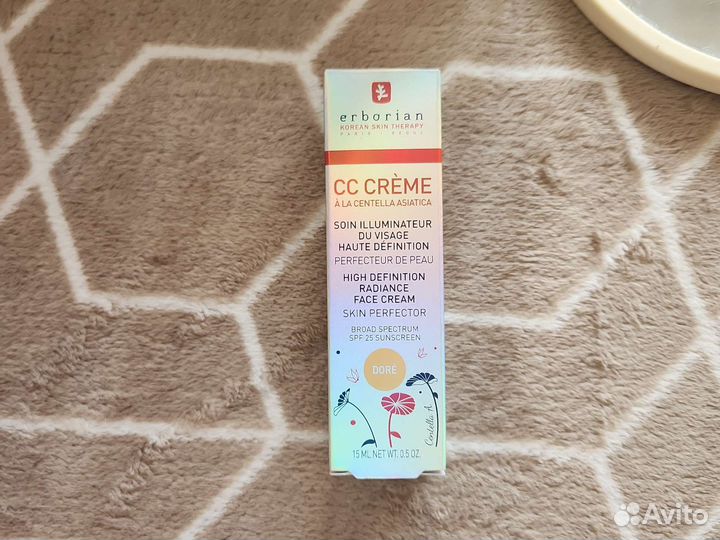 erborian
KOREAN SKIN THERAPY
PARIS - SEOUL
CC CRÈME
À LA CENTELLA ASIATICA
SOIN ILLUMINATEUR
DU VISAGE
HAUTE DÉFINITION
PERFECTEUR DE PEAU
HIGH DEFINITION
RADIANCE
FACE CREAM
SKIN PERFECTOR
BROAD SPECTRUM
SPF 25 SUNSCREEN
DORÉ
Centella A.
15 ML NET WT. 0.5 OZ.
Avito